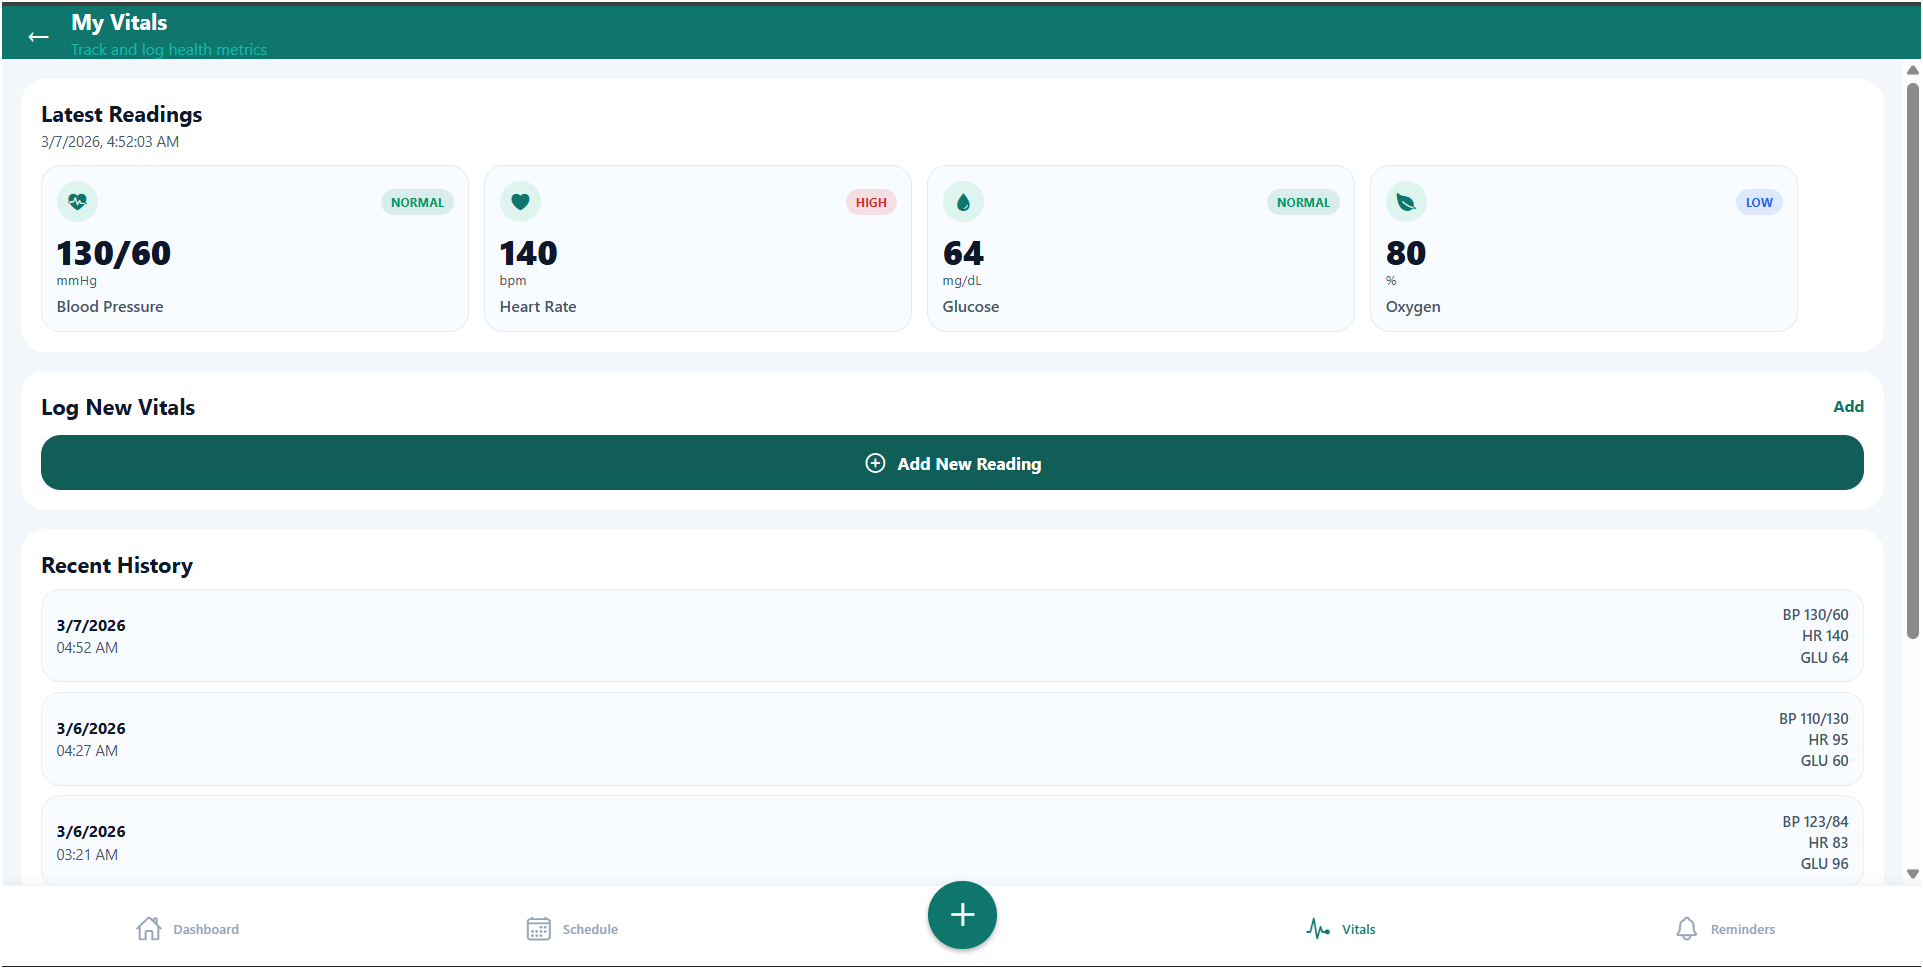 My Vitals
Track and log health metrics
Latest Readings
3/7/2026, 4:52:03 AM
NORMAL
130/60
mmHg
Blood Pressure
HIGH
140
bpm
Heart Rate
NORMAL
64
mg/dL
Glucose
LOW
80
%
Oxygen
Log New Vitals
Add
Add New Reading
Recent History
3/7/2026
04:52 AM
BP 130/60
HR 140
GLU 64
3/6/2026
04:27 AM
BP 110/130
HR 95
GLU 60
3/6/2026
03:21 AM
BP 123/84
HR 83
GLU 96
Dashboard
Schedule
Vitals
Reminders